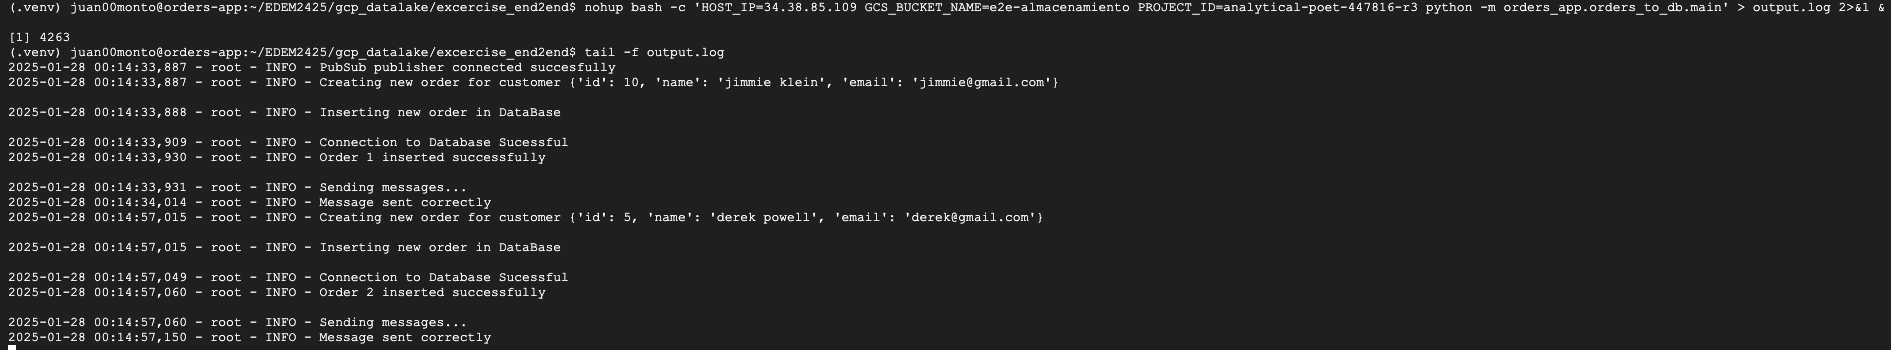 (.venv) juan00monto@orders-app:~/EDEM2425/gcp_datalake/excercise_end2end$ nohup bash -c 'HOST_IP=34.38.85.109 GCS_BUCKET_NAME=e2e-almacenamiento PROJECT_ID=analytical-poet-447816-r3 python -m orders_app.orders_to_db.main' > output.log 2>&1 &
[1] 4263
(.venv) juan00monto@orders-app:~/EDEM2425/gcp_datalake/excercise_end2end$ tail -f output.log
2025-01-28 00:14:33,887 - root - INFO - PubSub publisher connected succesfully
2025-01-28 00:14:33,887 - root - INFO - Creating new order for customer {'id': 10, 'name': 'jimmie klein', 'email': 'jimmie@gmail.com'}
2025-01-28 00:14:33,888 - root - INFO - Inserting new order in DataBase
2025-01-28 00:14:33,909 - root - INFO - Connection to Database Sucessful
2025-01-28 00:14:33,930 - root - INFO - Order 1 inserted successfully
2025-01-28 00:14:33,931 - root - INFO - Sending messages...
2025-01-28 00:14:34,014 - root - INFO - Message sent correctly
2025-01-28 00:14:57,015 - root - INFO - Creating new order for customer {'id': 5, 'name': 'derek powell', 'email': 'derek@gmail.com'}
2025-01-28 00:14:57,015 - root - INFO - Inserting new order in DataBase
2025-01-28 00:14:57,049 - root - INFO - Connection to Database Sucessful
2025-01-28 00:14:57,060 - root - INFO - Order 2 inserted successfully
2025-01-28 00:14:57,060 - root - INFO - Sending messages...
2025-01-28 00:14:57,150 - root - INFO - Message sent correctly